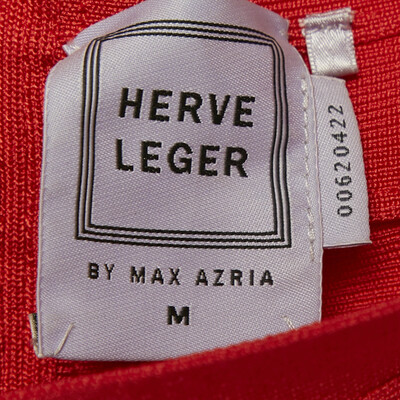 HERVE
LEGER
BY MAX AZRIA
M
00620422